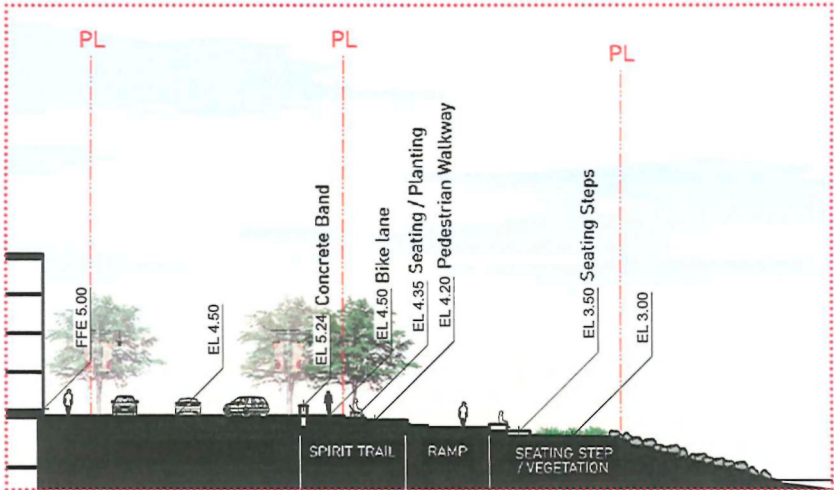 PL
PL
PL
FFE 5.00
EL 4.50
EL 5.24 Concrete Band
EL 4.50 Bike lane
EL 4.35 Seating / Planting
EL 4.20 Pedestrian Walkway
EL 3.50 Seating Steps
EL 3.00
SPIRIT TRAIL
RAMP
SEATING STEP
/ VEGETATION